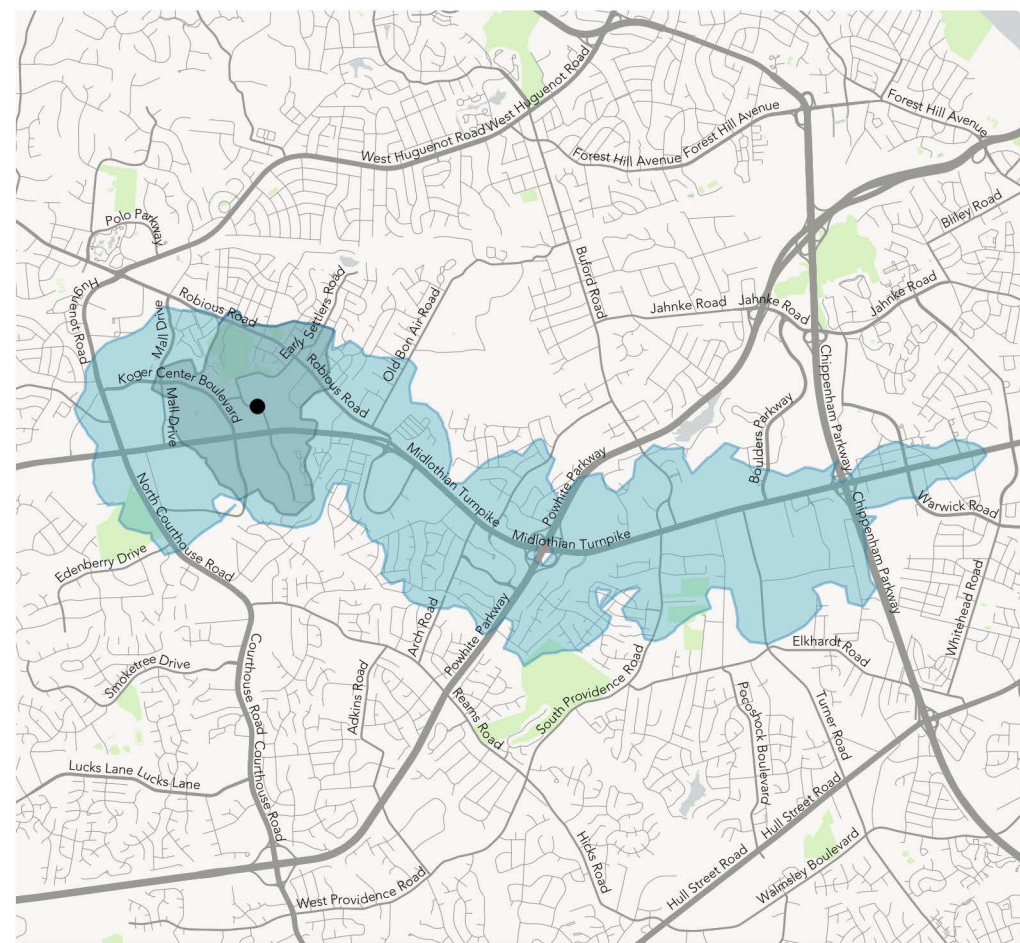 West Huguenot Road
West Huguenot Road
Forest Hill Avenue
Forest Hill Avenue
Forest Hill Avenue
Bliley Road
Polo Parkway
Huguenot Road
Robious Road
Mall Drive
Early Settlers Road
Old Bon Air Road
Buford Road
Jahnke Road
Jahnke Road
Jahnke Road
Koger Center Boulevard
Robious Road
Mall Drive
Chippenham Parkway
Boulders Parkway
Midlothian Turnpike
Powhite Parkway
Midlothian Turnpike
North Courthouse Road
Chippenham Parkway
Warwick Road
Edenberry Drive
Whitehead Road
Arch Road
Powhite Parkway
Elkhardt Road
Smoketree Drive
Courthouse Road
Adkins Road
Reams Road
South Providence Road
Pocoshock Boulevard
Turner Road
Lucks Lane
Lucks Lane
Courthouse Road
Hull Street Road
Hicks Road
Hull Street Road
Walmsley Boulevard
West Providence Road